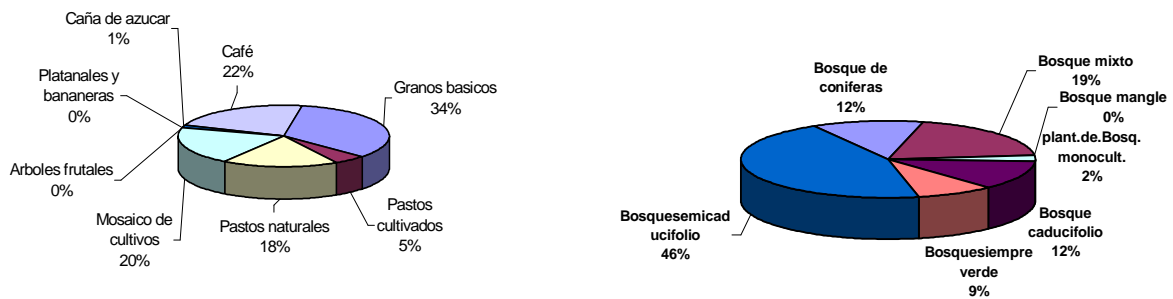 Caña de azucar
1%
Café
22%
Granos basicos
34%
Platanales y
bananeras
0%
Arboles frutales
0%
Mosaico de
cultivos
20%
Pastos naturales
18%
Pastos
cultivados
5%
Bosque de
coniferas
12%
Bosque mixto
19%
Bosque mangle
0%
plant.de.Bosq.
monocult.
2%
Bosque
caducifolio
12%
Bosquesiempre
verde
9%
Bosquesemicad
ucifolio
46%